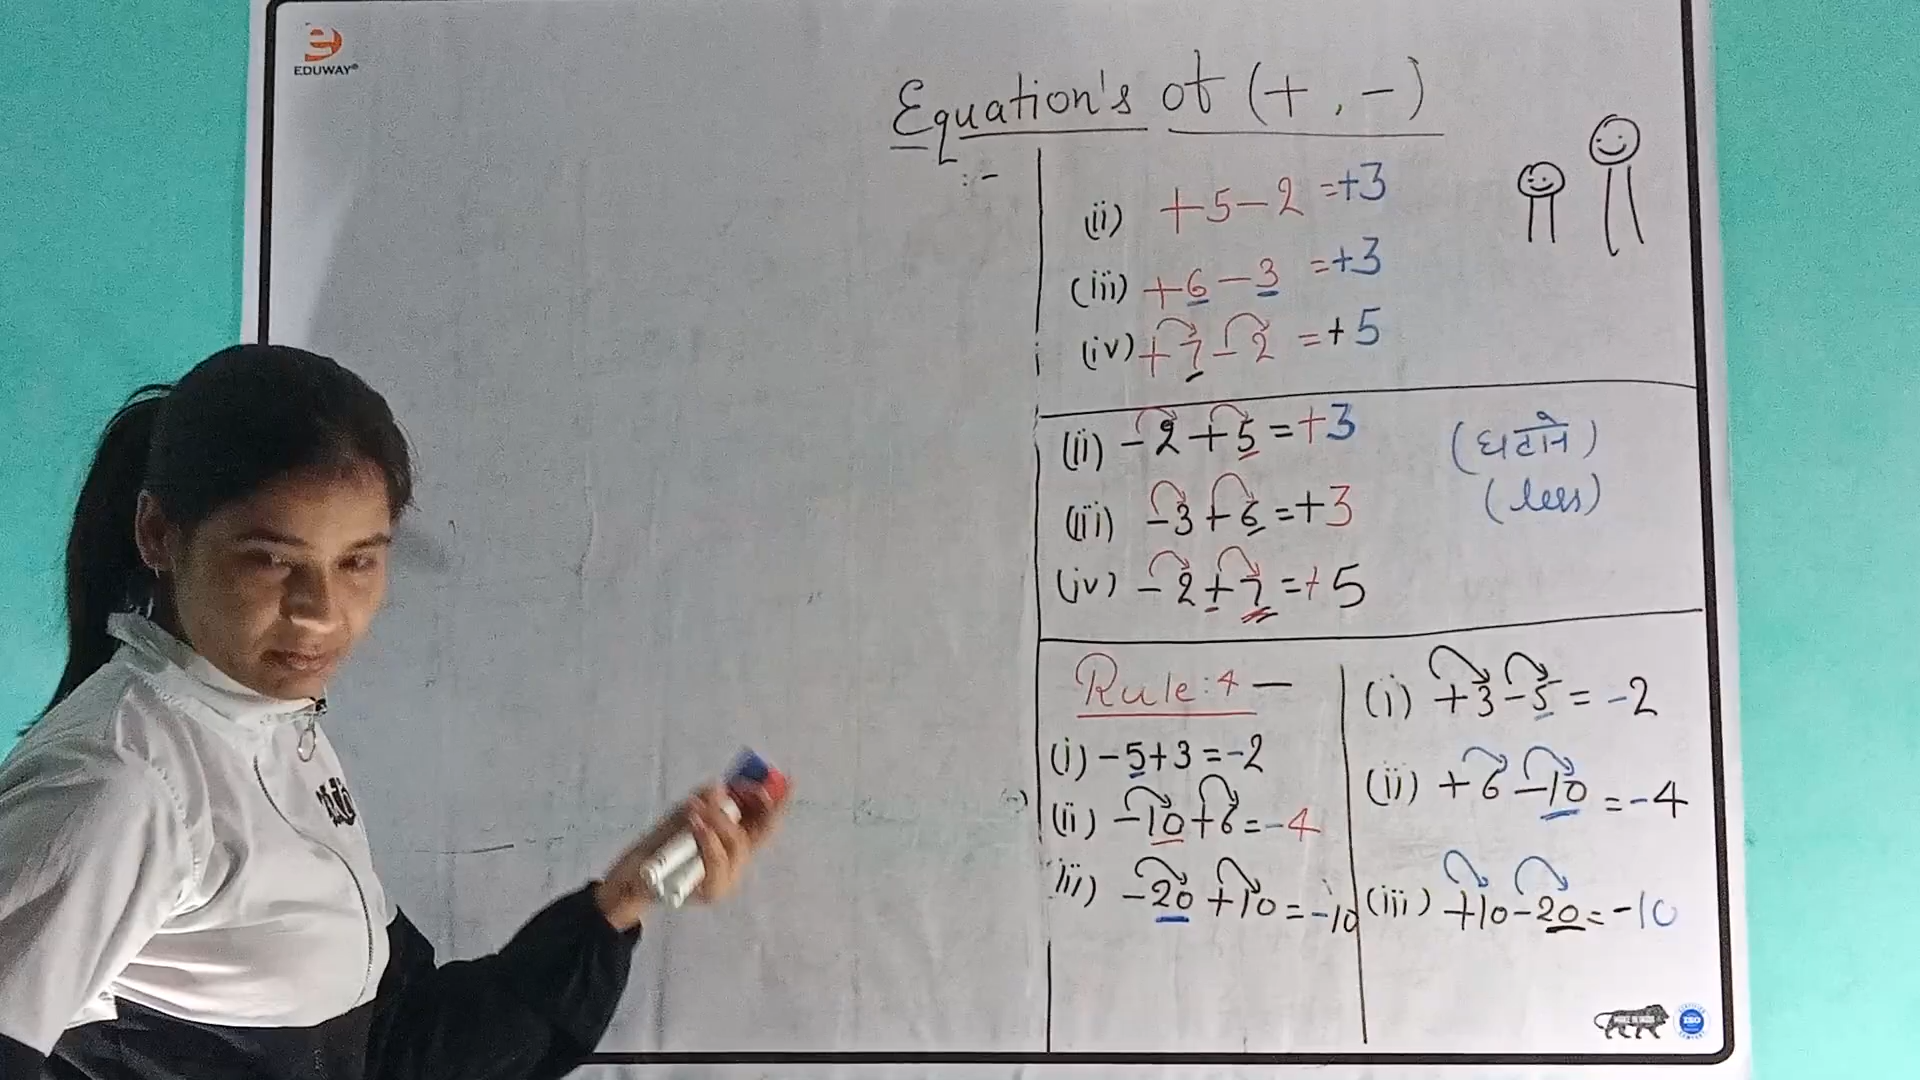 EDUWAY
Equation's of (+, -)
:-
(ii) +5-2 =+3
(iii) +6-3 =+3
(iv) +7-2 =+5
(ii) -2+5=+3
(iii) -3+6=+3
(iv) -2+7=+5
(घटाने)
(less)
Rule:4 —
(i) -5+3=-2
(ii) -10+6=-4
iii) -20+10=-10
(i) +3-5=-2
(ii) +6-10=-4
(iii) +10-20=-10
ISO